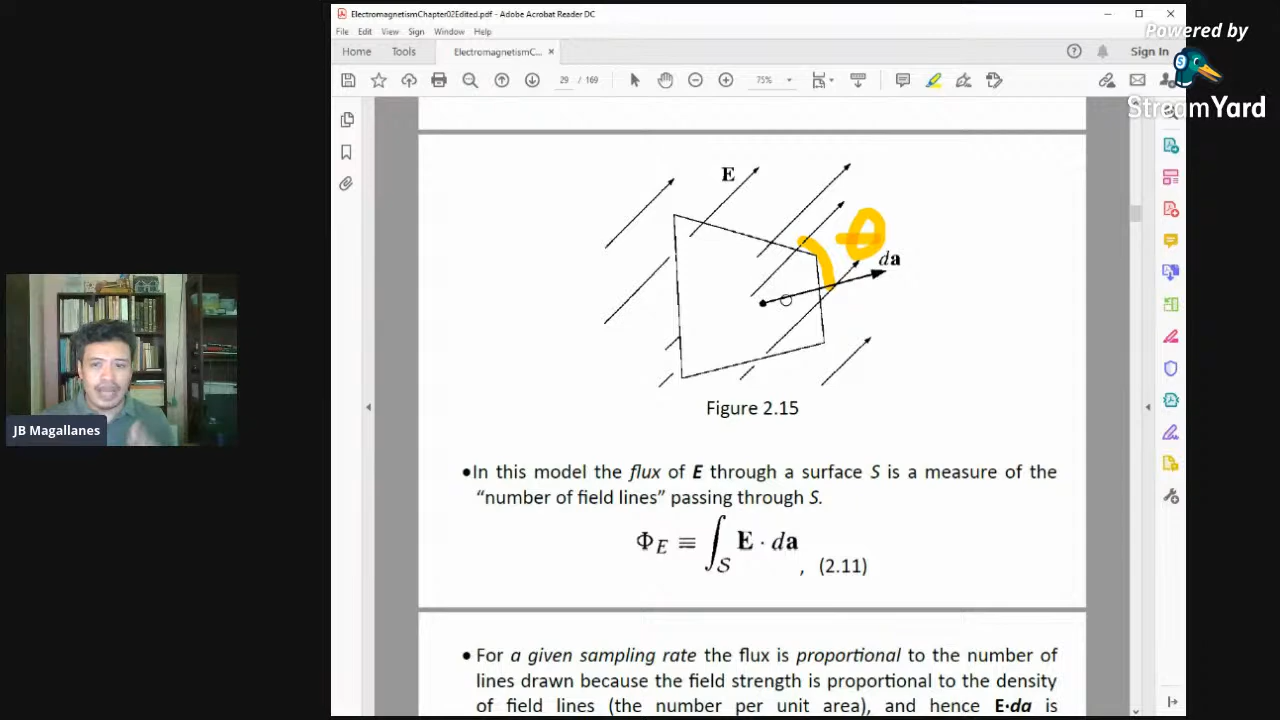 ElectromagnetismChapter02Edited.pdf - Adobe Acrobat Reader DC
File Edit View Sign Window Help
Home Tools ElectromagnetismC... × Sign In
29 / 169 75%
Powered by
StreamYard
E
θ
da
Figure 2.15
•In this model the flux of E through a surface S is a measure of the
“number of field lines” passing through S.
Φ_E ≡ ∫_S E · da , (2.11)
• For a given sampling rate the flux is proportional to the number of
lines drawn because the field strength is proportional to the density
of field lines (the number per unit area), and hence E·da is
JB Magallanes